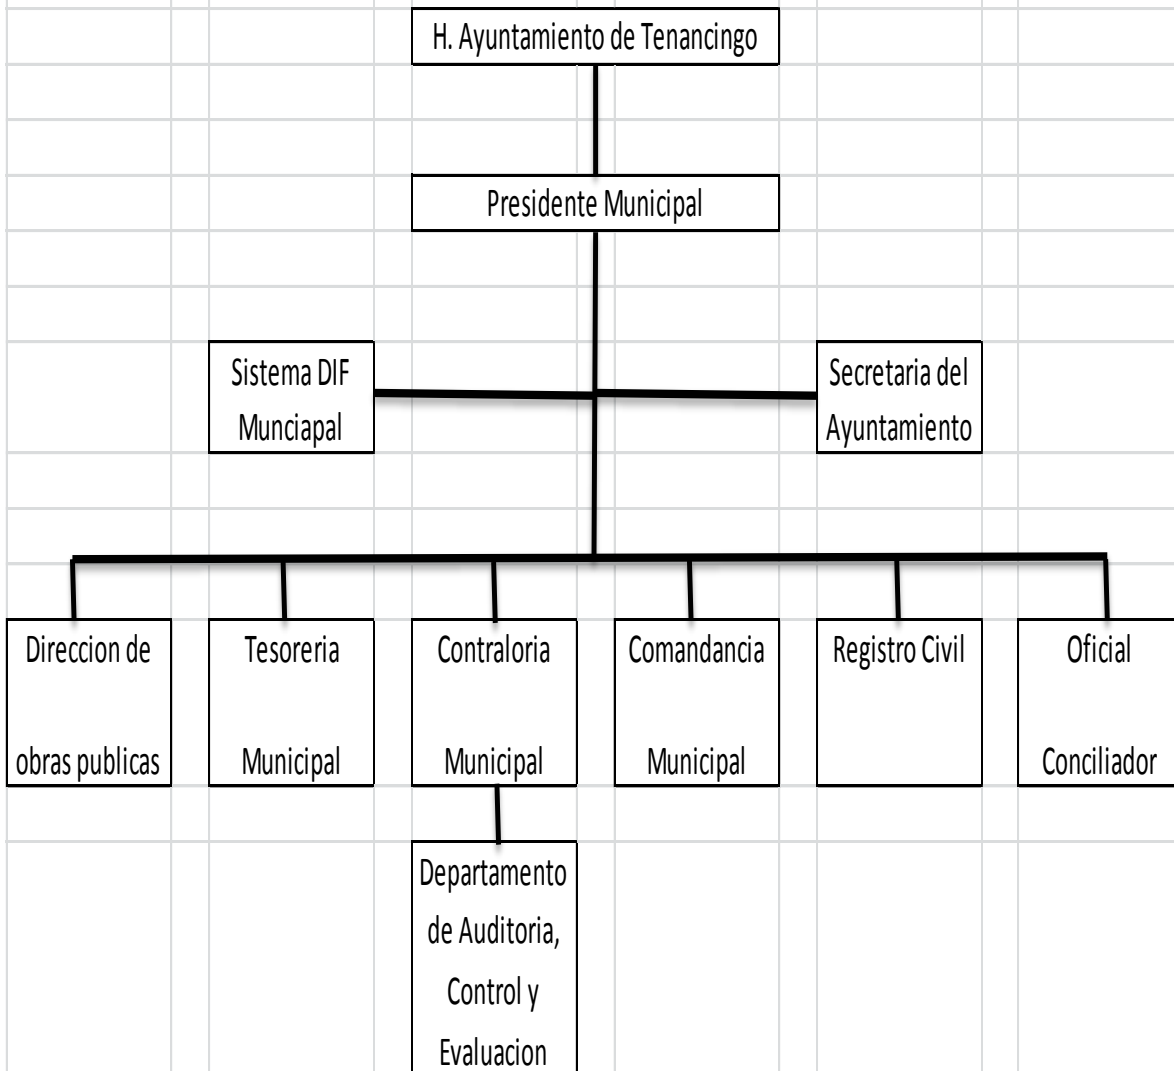 H. Ayuntamiento de Tenancingo
Presidente Municipal
Sistema DIF
Munciapal
Secretaria del
Ayuntamiento
Direccion de
obras publicas
Tesoreria
Municipal
Contraloria
Municipal
Comandancia
Municipal
Registro Civil
Oficial
Conciliador
Departamento
de Auditoria,
Control y
Evaluacion